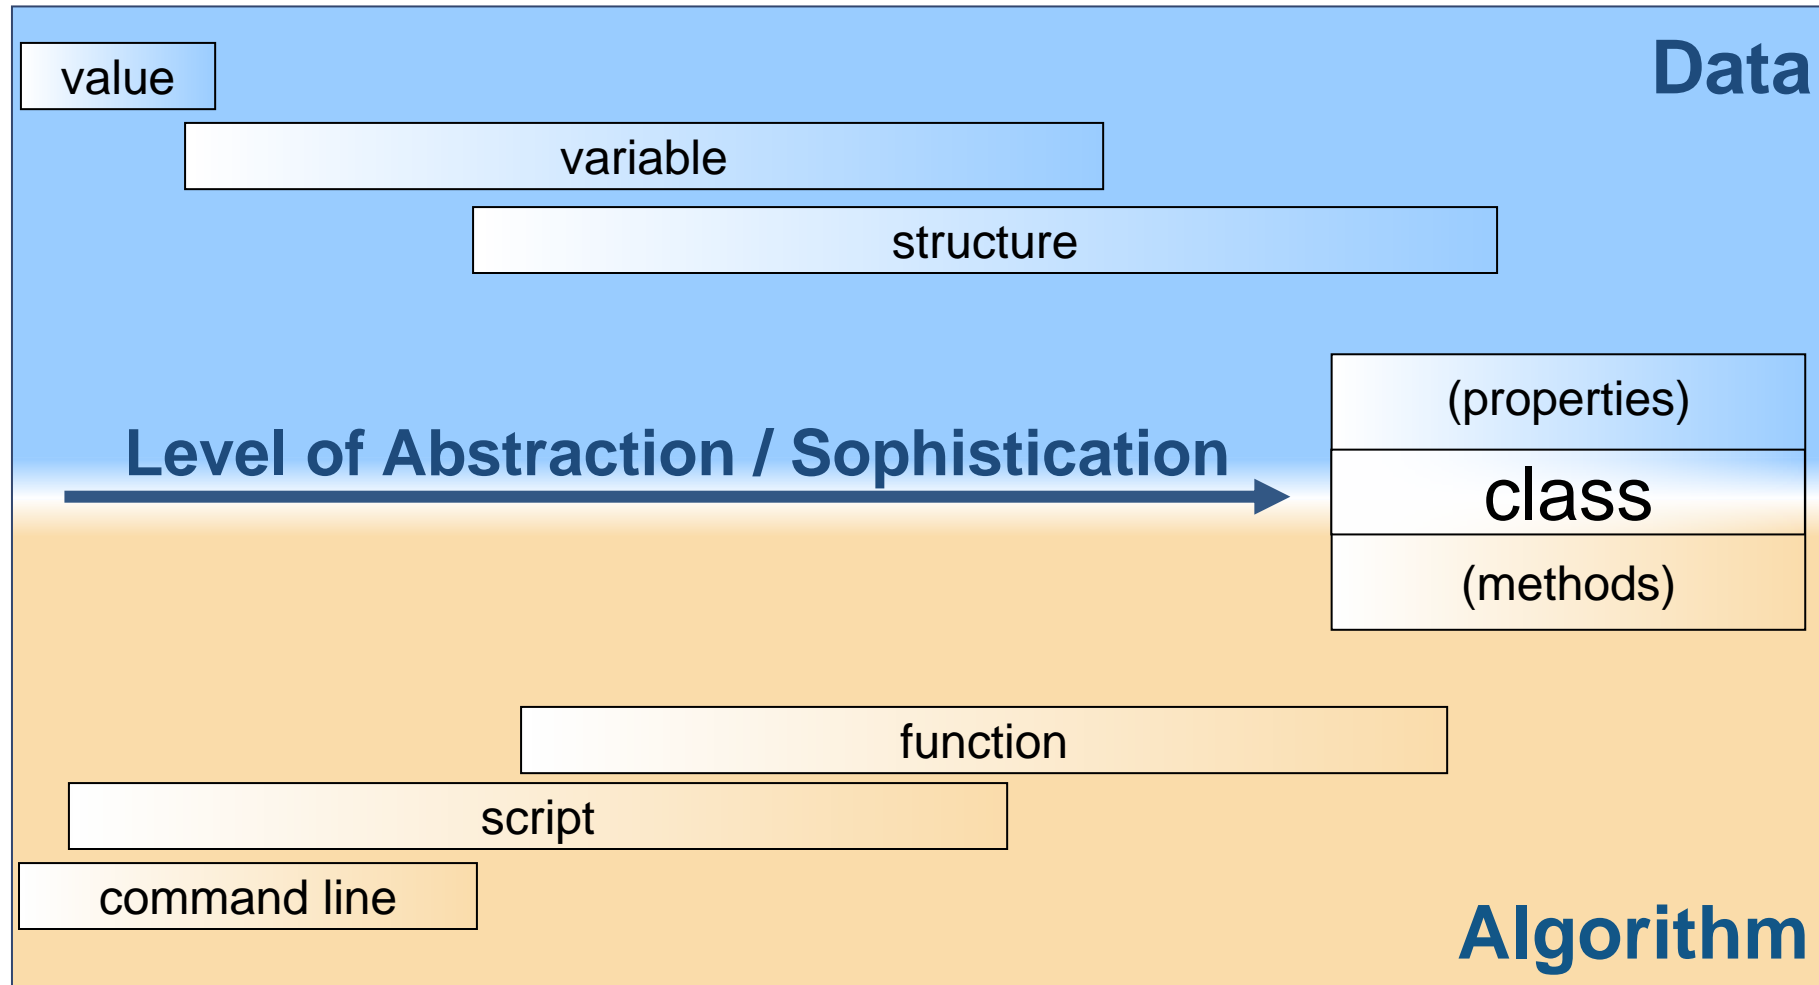 Data
value
variable
structure
(properties)
Level of Abstraction / Sophistication
class
(methods)
function
script
command line
Algorithm